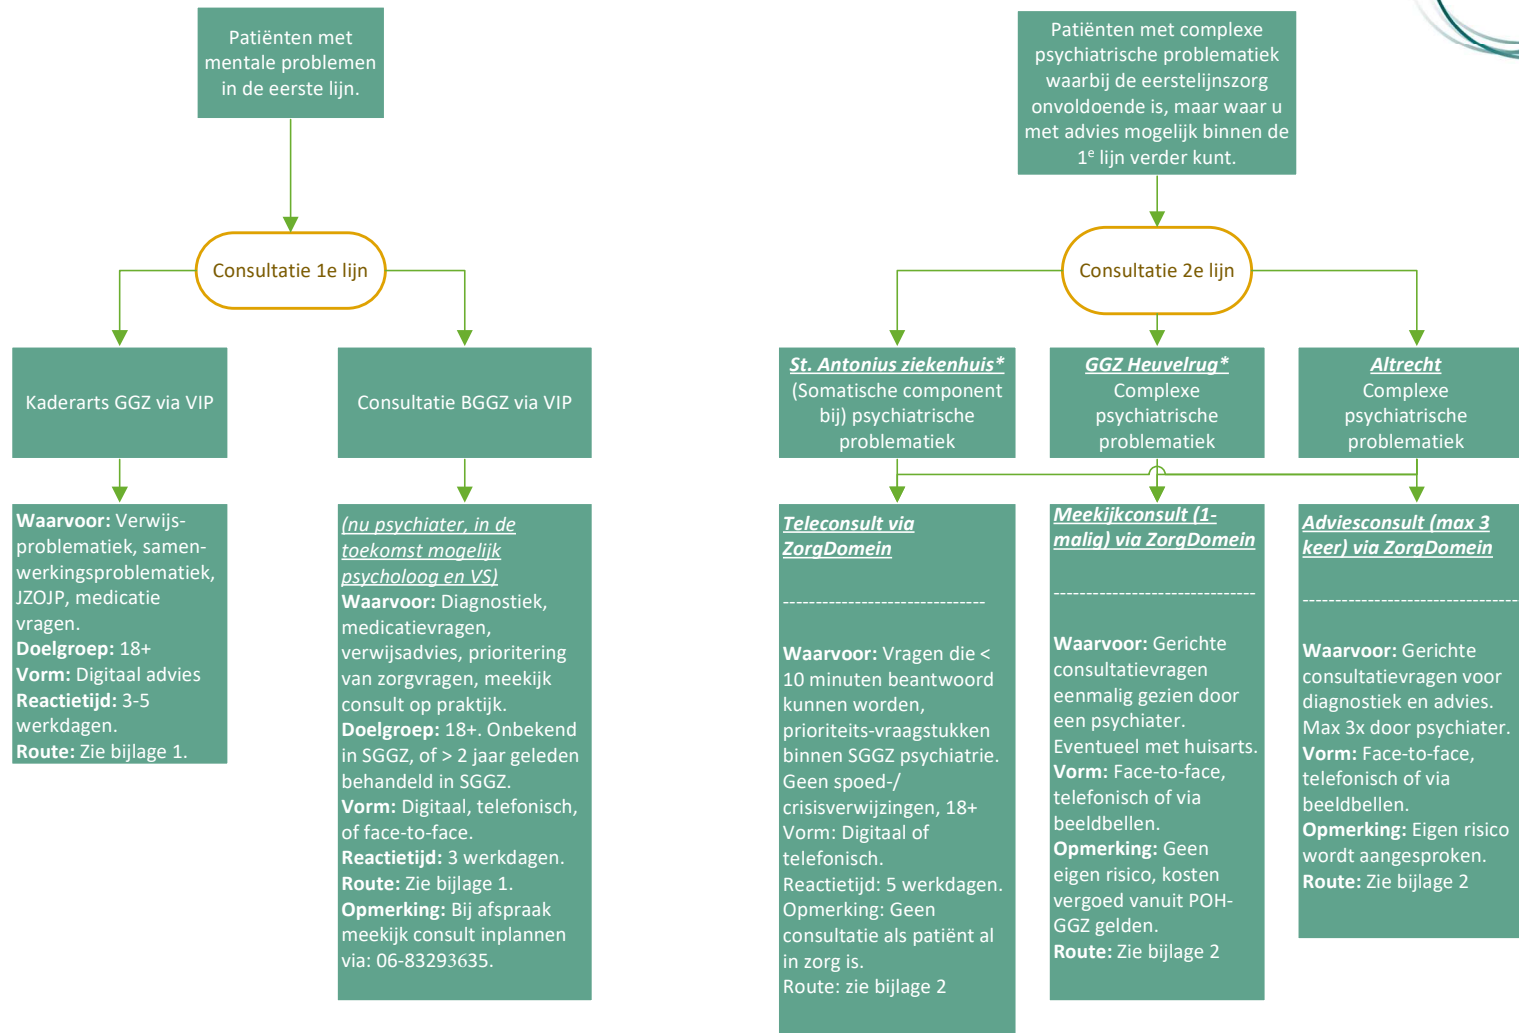 Patiënten met
mentale problemen
in de eerste lijn.
Consultatie 1e lijn
Kaderarts GGZ via VIP
Consultatie BGGZ via VIP
Waarvoor: Verwijs-
problematiek, samen-
werkingsproblematiek,
JZOJP, medicatie
vragen.
Doelgroep: 18+
Vorm: Digitaal advies
Reactietijd: 3-5
werkdagen.
Route: Zie bijlage 1.
(nu psychiater, in de
toekomst mogelijk
psycholoog en VS)
Waarvoor: Diagnostiek,
medicatievragen,
verwijsadvies, prioritering
van zorgvragen, meekijk
consult op praktijk.
Doelgroep: 18+. Onbekend
in SGGZ, of > 2 jaar geleden
behandeld in SGGZ.
Vorm: Digitaal, telefonisch,
of face-to-face.
Reactietijd: 3 werkdagen.
Route: Zie bijlage 1.
Opmerking: Bij afspraak
meekijk consult inplannen
via: 06-83293635.
Patiënten met complexe
psychiatrische problematiek
waarbij de eerstelijnszorg
onvoldoende is, maar waar u
met advies mogelijk binnen de
1e lijn verder kunt.
Consultatie 2e lijn
St. Antonius ziekenhuis*
(Somatische component
bij) psychiatrische
problematiek
GGZ Heuvelrug*
Complexe
psychiatrische
problematiek
Altrecht
Complexe
psychiatrische
problematiek
Teleconsult via
ZorgDomein
-------------------------------
Waarvoor: Vragen die <
10 minuten beantwoord
kunnen worden,
prioriteits-vraagstukken
binnen SGGZ psychiatrie.
Geen spoed-/
crisisverwijzingen, 18+
Vorm: Digitaal of
telefonisch.
Reactietijd: 5 werkdagen.
Opmerking: Geen
consultatie als patiënt al
in zorg is.
Route: zie bijlage 2
Meekijkconsult (1-
malig) via ZorgDomein
-------------------------------
Waarvoor: Gerichte
consultatievragen
eenmalig gezien door
een psychiater.
Eventueel met huisarts.
Vorm: Face-to-face,
telefonisch of via
beeldbellen.
Opmerking: Geen
eigen risico, kosten
vergoed vanuit POH-
GGZ gelden.
Route: Zie bijlage 2
Adviesconsult (max 3
keer) via ZorgDomein
---------------------------------
Waarvoor: Gerichte
consultatievragen voor
diagnostiek en advies.
Max 3x door psychiater.
Vorm: Face-to-face,
telefonisch of via
beeldbellen.
Opmerking: Eigen risico
wordt aangesproken.
Route: Zie bijlage 2